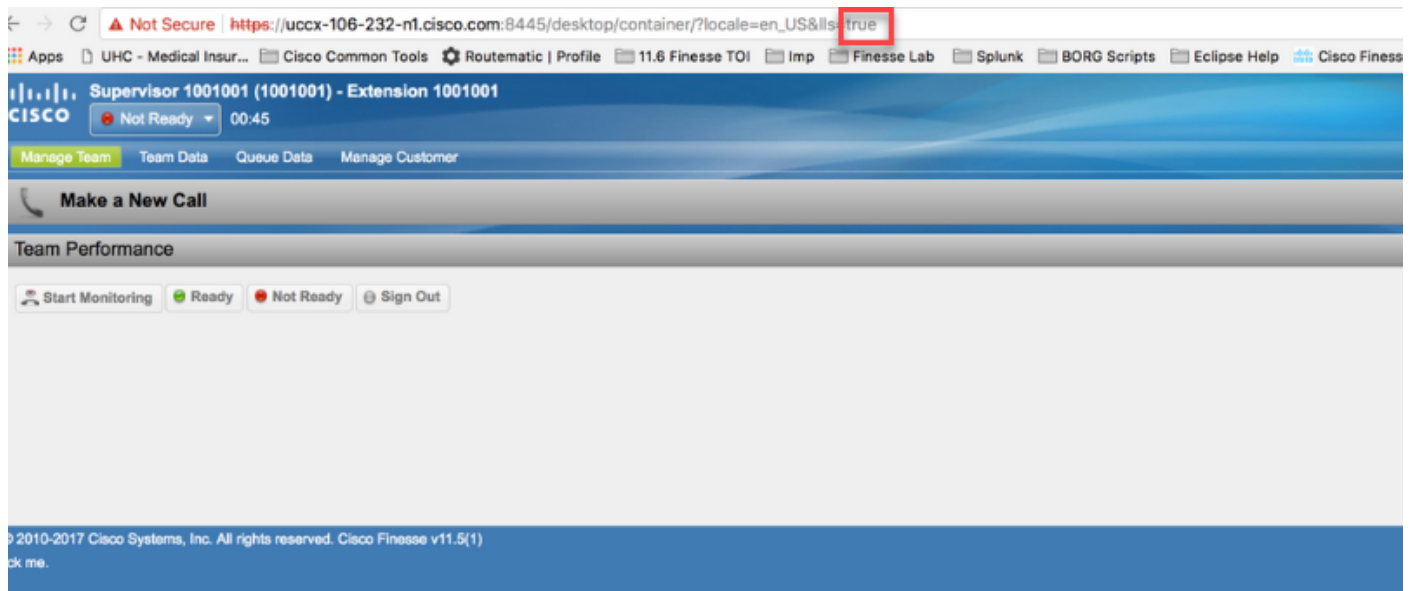 Not Secure https://uccx-106-232-n1.cisco.com:8445/desktop/container/?locale=en_US&lls=true
Apps UHC - Medical Insur... Cisco Common Tools Routematic | Profile 11.6 Finesse TOI Imp Finesse Lab Splunk BORG Scripts Eclipse Help Cisco Finess
Supervisor 1001001 (1001001) - Extension 1001001
CISCO Not Ready 00:45
Manage Team Team Data Queue Data Manage Customer
Make a New Call
Team Performance
Start Monitoring Ready Not Ready Sign Out
2010-2017 Cisco Systems, Inc. All rights reserved. Cisco Finesse v11.5(1)
ck me.